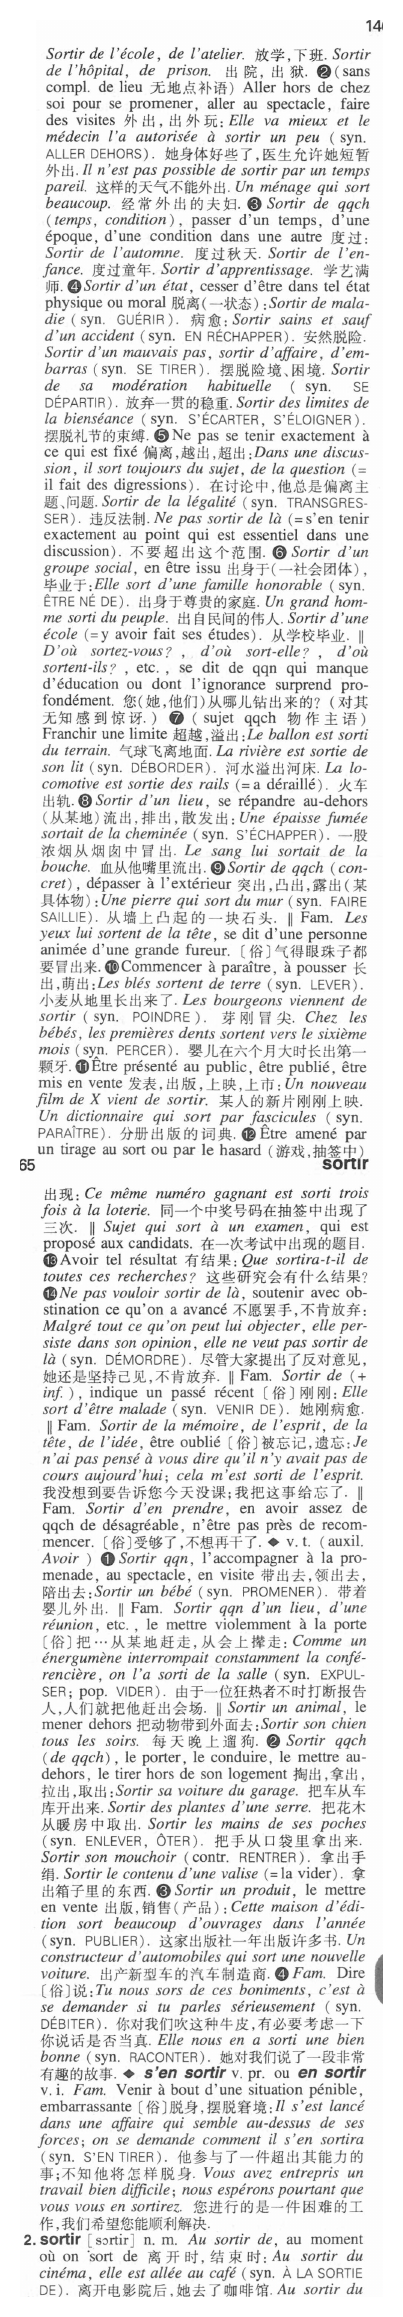 14
Sortir de l'école, de l'atelier. 放学,下班. Sortir
de l'hôpital, de prison. 出院, 出狱. ❷(sans
compl. de lieu 无地点补语) Aller hors de chez
soi pour se promener, aller au spectacle, faire
des visites 外出,出外玩: Elle va mieux et le
médecin l'a autorisée à sortir un peu ( syn.
ALLER DEHORS). 她身体好些了,医生允许她短暂
外出. Il n'est pas possible de sortir par un temps
pareil. 这样的天气不能外出. Un ménage qui sort
beaucoup. 经常外出的夫妇. ❸ Sortir de qqch
(temps, condition), passer d'un temps, d'une
époque, d'une condition dans une autre 度过:
Sortir de l'automne. 度过秋天. Sortir de l'en-
fance. 度过童年. Sortir d'apprentissage. 学艺满
师. ❹Sortir d'un état, cesser d'être dans tel état
physique ou moral 脱离(一状态):Sortir de mala-
die (syn. GUÉRIR). 病愈: Sortir sains et sauf
d'un accident (syn. EN RÉCHAPPER). 安然脱险.
Sortir d'un mauvais pas, sortir d'affaire, d'em-
barras (syn. SE TIRER). 摆脱险境、困境. Sortir
de sa modération habituelle ( syn. SE
DÉPARTIR). 放弃一贯的稳重. Sortir des limites de
la bienséance (syn. S'ÉCARTER, S'ÉLOIGNER).
摆脱礼节的束缚. ❺Ne pas se tenir exactement à
ce qui est fixé 偏离,越出,超出:Dans une discus-
sion, il sort toujours du sujet, de la question (=
il fait des digressions). 在讨论中,他总是偏离主
题、问题. Sortir de la légalité (syn. TRANSGRES-
SER). 违反法制. Ne pas sortir de là (=s'en tenir
exactement au point qui est essentiel dans une
discussion). 不要超出这个范围. ❻ Sortir d'un
groupe social, en être issu 出身于(一社会团体),
毕业于:Elle sort d'une famille honorable (syn.
ÊTRE NÉ DE). 出身于尊贵的家庭. Un grand hom-
me sorti du peuple. 出自民间的伟人. Sortir d'une
école (=y avoir fait ses études). 从学校毕业. ‖
D'où sortez-vous? , d'où sort-elle? , d'où
sortent-ils? , etc. , se dit de qqn qui manque
d'éducation ou dont l'ignorance surprend pro-
fondément. 您(她,他们)从哪儿钻出来的? (对其
无知感到惊讶.) ❼ (sujet qqch 物作主语)
Franchir une limite 超越,溢出:Le ballon est sorti
du terrain. 气球飞离地面. La rivière est sortie de
son lit (syn. DÉBORDER). 河水溢出河床. La lo-
comotive est sortie des rails (=a déraillé). 火车
出轨. ❽ Sortir d'un lieu, se répandre au-dehors
(从某地)流出,排出,散发出: Une épaisse fumée
sortait de la cheminée (syn. S'ÉCHAPPER). 一股
浓烟从烟囱中冒出. Le sang lui sortait de la
bouche. 血从他嘴里流出. ❾Sortir de qqch (con-
cret), dépasser à l'extérieur 突出,凸出,露出(某
具体物):Une pierre qui sort du mur (syn. FAIRE
SAILLIE). 从墙上凸起的一块石头. ‖ Fam. Les
yeux lui sortent de la tête, se dit d'une personne
animée d'une grande fureur. [俗]气得眼珠子都
要冒出来. ❿Commencer à paraître, à pousser 长
出,萌出:Les blés sortent de terre (syn. LEVER).
小麦从地里长出来了. Les bourgeons viennent de
sortir ( syn. POINDRE ). 芽刚冒尖. Chez les
bébés, les premières dents sortent vers le sixième
mois (syn. PERCER). 婴儿在六个月大时长出第一
颗牙. ⓫Être présenté au public, être publié, être
mis en vente 发表,出版,上映,上市: Un nouveau
film de X vient de sortir. 某人的新片刚刚上映.
Un dictionnaire qui sort par fascicules ( syn.
PARAÎTRE). 分册出版的词典. ⓬Être amené par
un tirage au sort ou par le hasard (游戏,抽签中)
65 sortir
出现: Ce même numéro gagnant est sorti trois
fois à la loterie. 同一个中奖号码在抽签中出现了
三次. ‖ Sujet qui sort à un examen, qui est
proposé aux candidats. 在一次考试中出现的题目.
⓭Avoir tel résultat 有结果: Que sortira-t-il de
toutes ces recherches? 这些研究会有什么结果?
⓮Ne pas vouloir sortir de là, soutenir avec ob-
stination ce qu'on a avancé 不愿罢手,不肯放弃:
Malgré tout ce qu'on peut lui objecter, elle per-
siste dans son opinion, elle ne veut pas sortir de
là (syn. DÉMORDRE). 尽管大家提出了反对意见,
她还是坚持己见,不肯放弃. ‖ Fam. Sortir de (+
inf.), indique un passé récent [俗]刚刚: Elle
sort d'être malade (syn. VENIR DE). 她刚病愈.
‖ Fam. Sortir de la mémoire, de l'esprit, de la
tête, de l'idée, être oublié [俗]被忘记,遗忘:Je
n'ai pas pensé à vous dire qu'il n'y avait pas de
cours aujourd'hui; cela m'est sorti de l'esprit.
我没想到要告诉您今天没课;我把这事给忘了. ‖
Fam. Sortir d'en prendre, en avoir assez de
qqch de désagréable, n'être pas près de recom-
mencer. [俗]受够了,不想再干了. ◆ v. t. (auxil.
Avoir ) ❶ Sortir qqn, l'accompagner à la pro-
menade, au spectacle, en visite 带出去,领出去,
陪出去:Sortir un bébé (syn. PROMENER). 带着
婴儿外出. ‖ Fam. Sortir qqn d'un lieu, d'une
réunion, etc., le mettre violemment à la porte
[俗]把…从某地赶走,从会上撵走: Comme un
énergumène interrompait constamment la confé-
rencière, on l'a sorti de la salle (syn. EXPUL-
SER; pop. VIDER). 由于一位狂热者不时打断报告
人,人们就把他赶出会场. ‖ Sortir un animal, le
mener dehors 把动物带到外面去:Sortir son chien
tous les soirs. 每天晚上遛狗. ❷ Sortir qqch
(de qqch), le porter, le conduire, le mettre au-
dehors, le tirer hors de son logement 掏出,拿出,
拉出,取出:Sortir sa voiture du garage. 把车从车
库开出来. Sortir des plantes d'une serre. 把花木
从暖房中取出. Sortir les mains de ses poches
(syn. ENLEVER, ÔTER). 把手从口袋里拿出来.
Sortir son mouchoir (contr. RENTRER). 拿出手
绢. Sortir le contenu d'une valise (=la vider). 拿
出箱子里的东西. ❸ Sortir un produit, le mettre
en vente 出版,销售(产品): Cette maison d'édi-
tion sort beaucoup d'ouvrages dans l'année
(syn. PUBLIER). 这家出版社一年出版许多书. Un
constructeur d'automobiles qui sort une nouvelle
voiture. 出产新型车的汽车制造商. ❹Fam. Dire
[俗]说:Tu nous sors de ces boniments, c'est à
se demander si tu parles sérieusement ( syn.
DÉBITER). 你对我们吹这种牛皮,有必要考虑一下
你说话是否当真. Elle nous en a sorti une bien
bonne (syn. RACONTER). 她对我们说了一段非常
有趣的故事. ◆ s'en sortir v. pr. ou en sortir
v. i. Fam. Venir à bout d'une situation pénible,
embarrassante [俗]脱身,摆脱窘境:Il s'est lancé
dans une affaire qui semble au-dessus de ses
forces; on se demande comment il s'en sortira
(syn. S'EN TIRER). 他参与了一件超出其能力的
事;不知他将怎样脱身. Vous avez entrepris un
travail bien difficile; nous espérons pourtant que
vous vous en sortirez. 您进行的是一件困难的工
作,我们希望您能顺利解决.
2. sortir [sɔrtir] n. m. Au sortir de, au moment
où on sort de 离开时,结束时: Au sortir du
cinéma, elle est allée au café (syn. À LA SORTIE
DE). 离开电影院后,她去了咖啡馆. Au sortir du